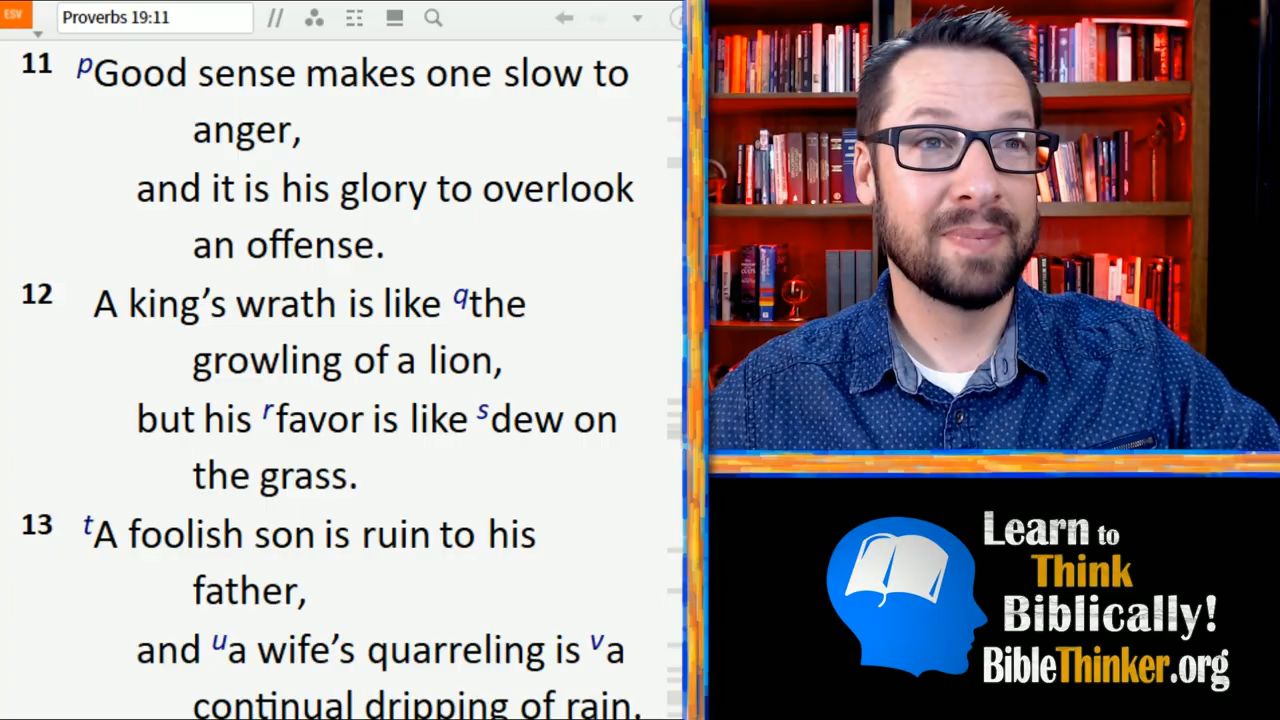 ESV
Proverbs 19:11
11 pGood sense makes one slow to
anger,
and it is his glory to overlook
an offense.
12 A king’s wrath is like qthe
growling of a lion,
but his rfavor is like sdew on
the grass.
13 tA foolish son is ruin to his
father,
and ua wife’s quarreling is va
continual dripping of rain.
Learn to
Think
Biblically!
BibleThinker.org